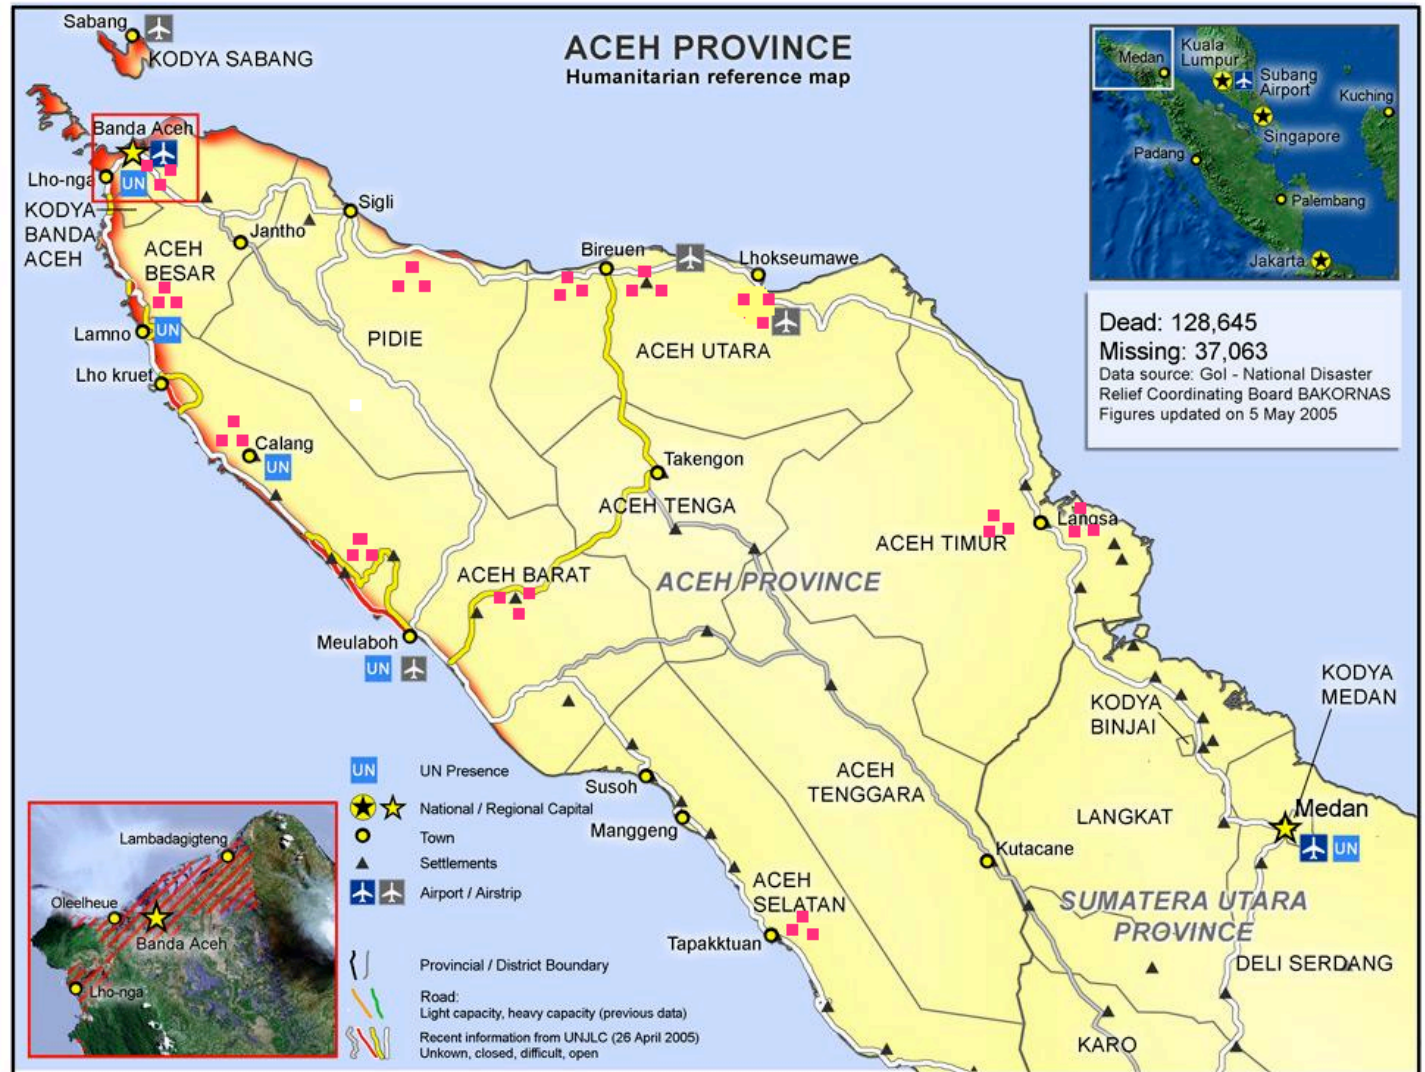 ACEH PROVINCE
Humanitarian reference map
Sabang
KODYA SABANG
Banda Aceh
UN
Lho-nga
KODYA
BANDA
ACEH
ACEH
BESAR
Jantho
Sigli
Bireuen
Lhokseumawe
Lamno
UN
Lho kruet
PIDIE
ACEH UTARA
Calang
UN
Takengon
ACEH TENGA
ACEH TIMUR
Langsa
ACEH BARAT
ACEH PROVINCE
Meulaboh
UN
KODYA
MEDAN
KODYA
BINJAI
Susoh
Manggeng
ACEH
TENGGARA
LANGKAT
Medan
UN
Kutacane
ACEH
SELATAN
Tapakktuan
SUMATERA UTARA
PROVINCE
DELI SERDANG
KARO
Medan
Kuala
Lumpur
Subang
Airport
Kuching
Singapore
Padang
Palembang
Jakarta
Dead: 128,645
Missing: 37,063
Data source: GoI - National Disaster
Relief Coordinating Board BAKORNAS
Figures updated on 5 May 2005
UN UN Presence
National / Regional Capital
Town
Settlements
Airport / Airstrip
Provincial / District Boundary
Road:
Light capacity, heavy capacity (previous data)
Recent information from UNJLC (26 April 2005)
Unkown, closed, difficult, open
Lambadagigteng
Oleelheue
Banda Aceh
Lho-nga